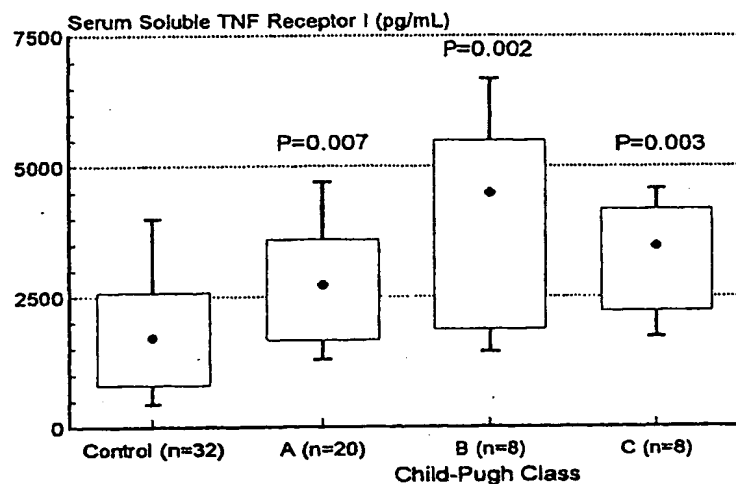 Serum Soluble TNF Receptor I (pg/mL)
7500
P=0.002
P=0.007
P=0.003
5000
2500
0
Control (n=32)
A (n=20)
B (n=8)
C (n=8)
Child-Pugh Class